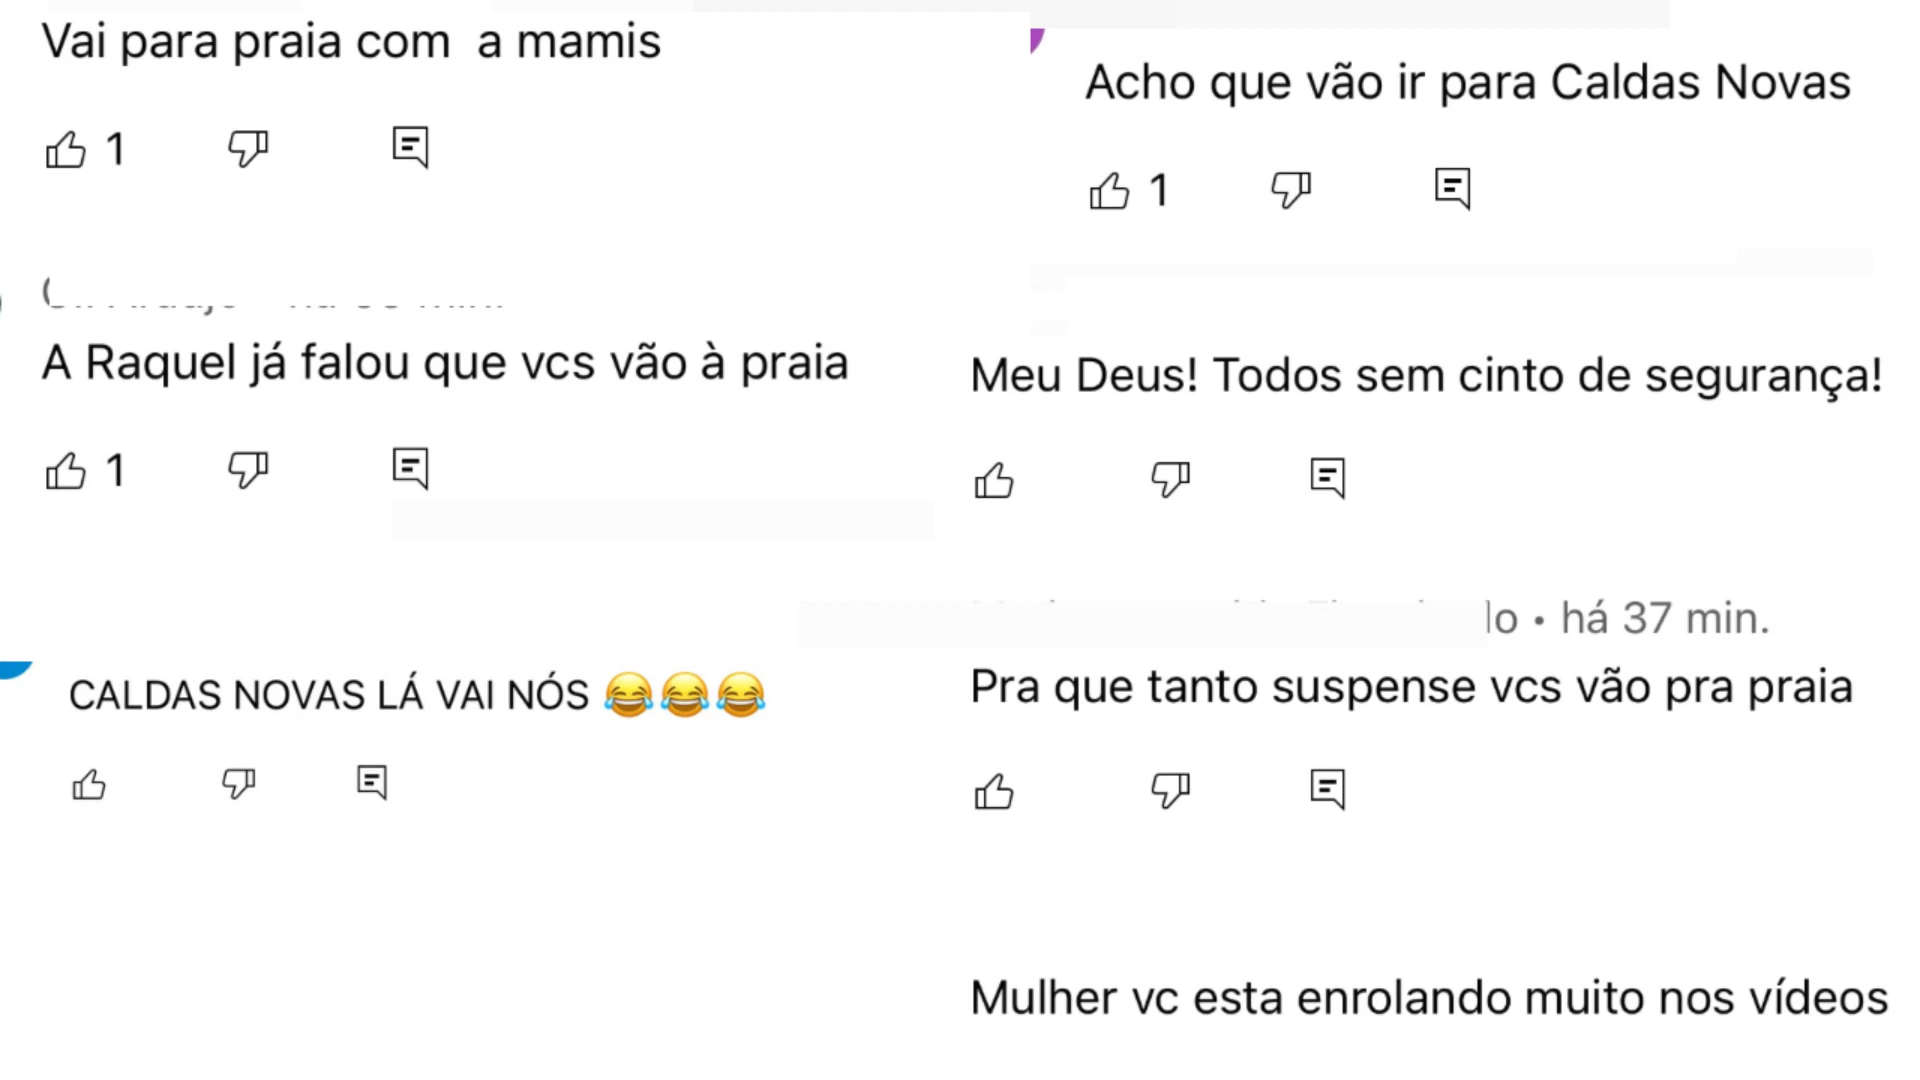 Vai para praia com a mamis
1
A Raquel já falou que vcs vão à praia
1
CALDAS NOVAS LÁ VAI NÓS 😂😂😂
Acho que vão ir para Caldas Novas
1
Meu Deus! Todos sem cinto de segurança!
lo • há 37 min.
Pra que tanto suspense vcs vão pra praia
Mulher vc esta enrolando muito nos vídeos